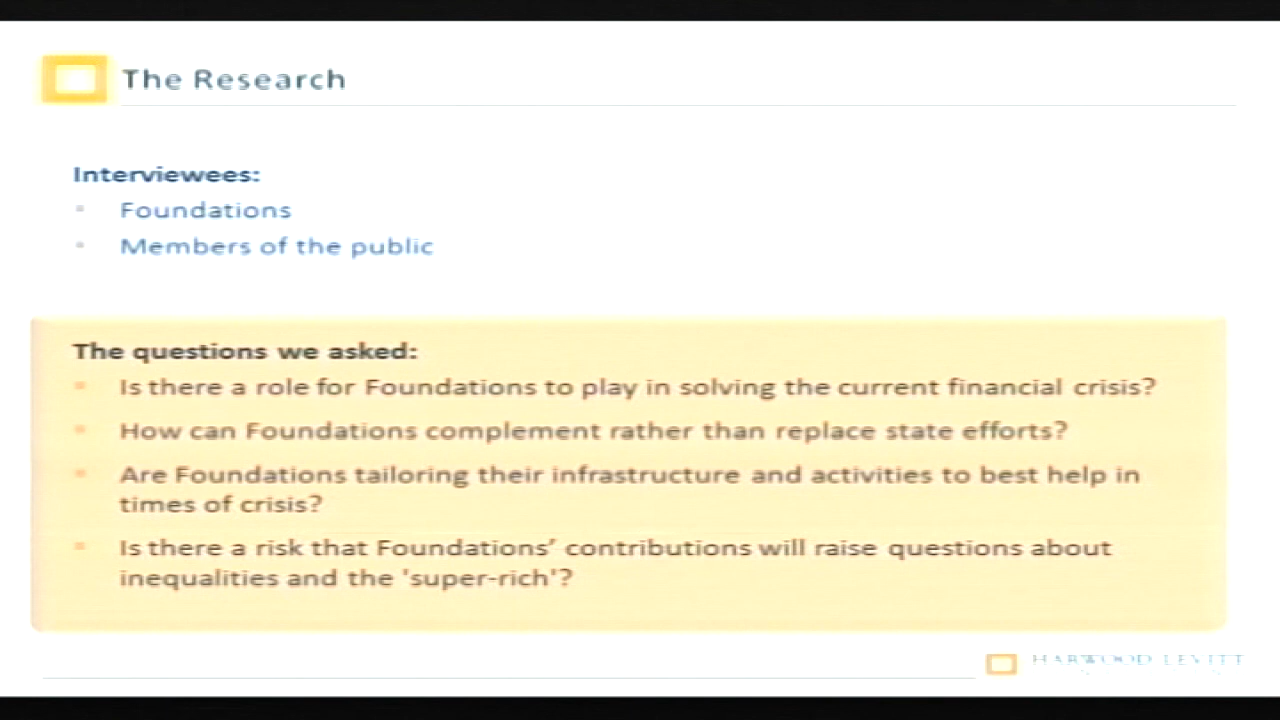 The Research
Interviewees:
Foundations
Members of the public
The questions we asked:
Is there a role for Foundations to play in solving the current financial crisis?
How can Foundations complement rather than replace state efforts?
Are Foundations tailoring their infrastructure and activities to best help in
times of crisis?
Is there a risk that Foundations’ contributions will raise questions about
inequalities and the 'super-rich'?
HARWOOD LEVITT